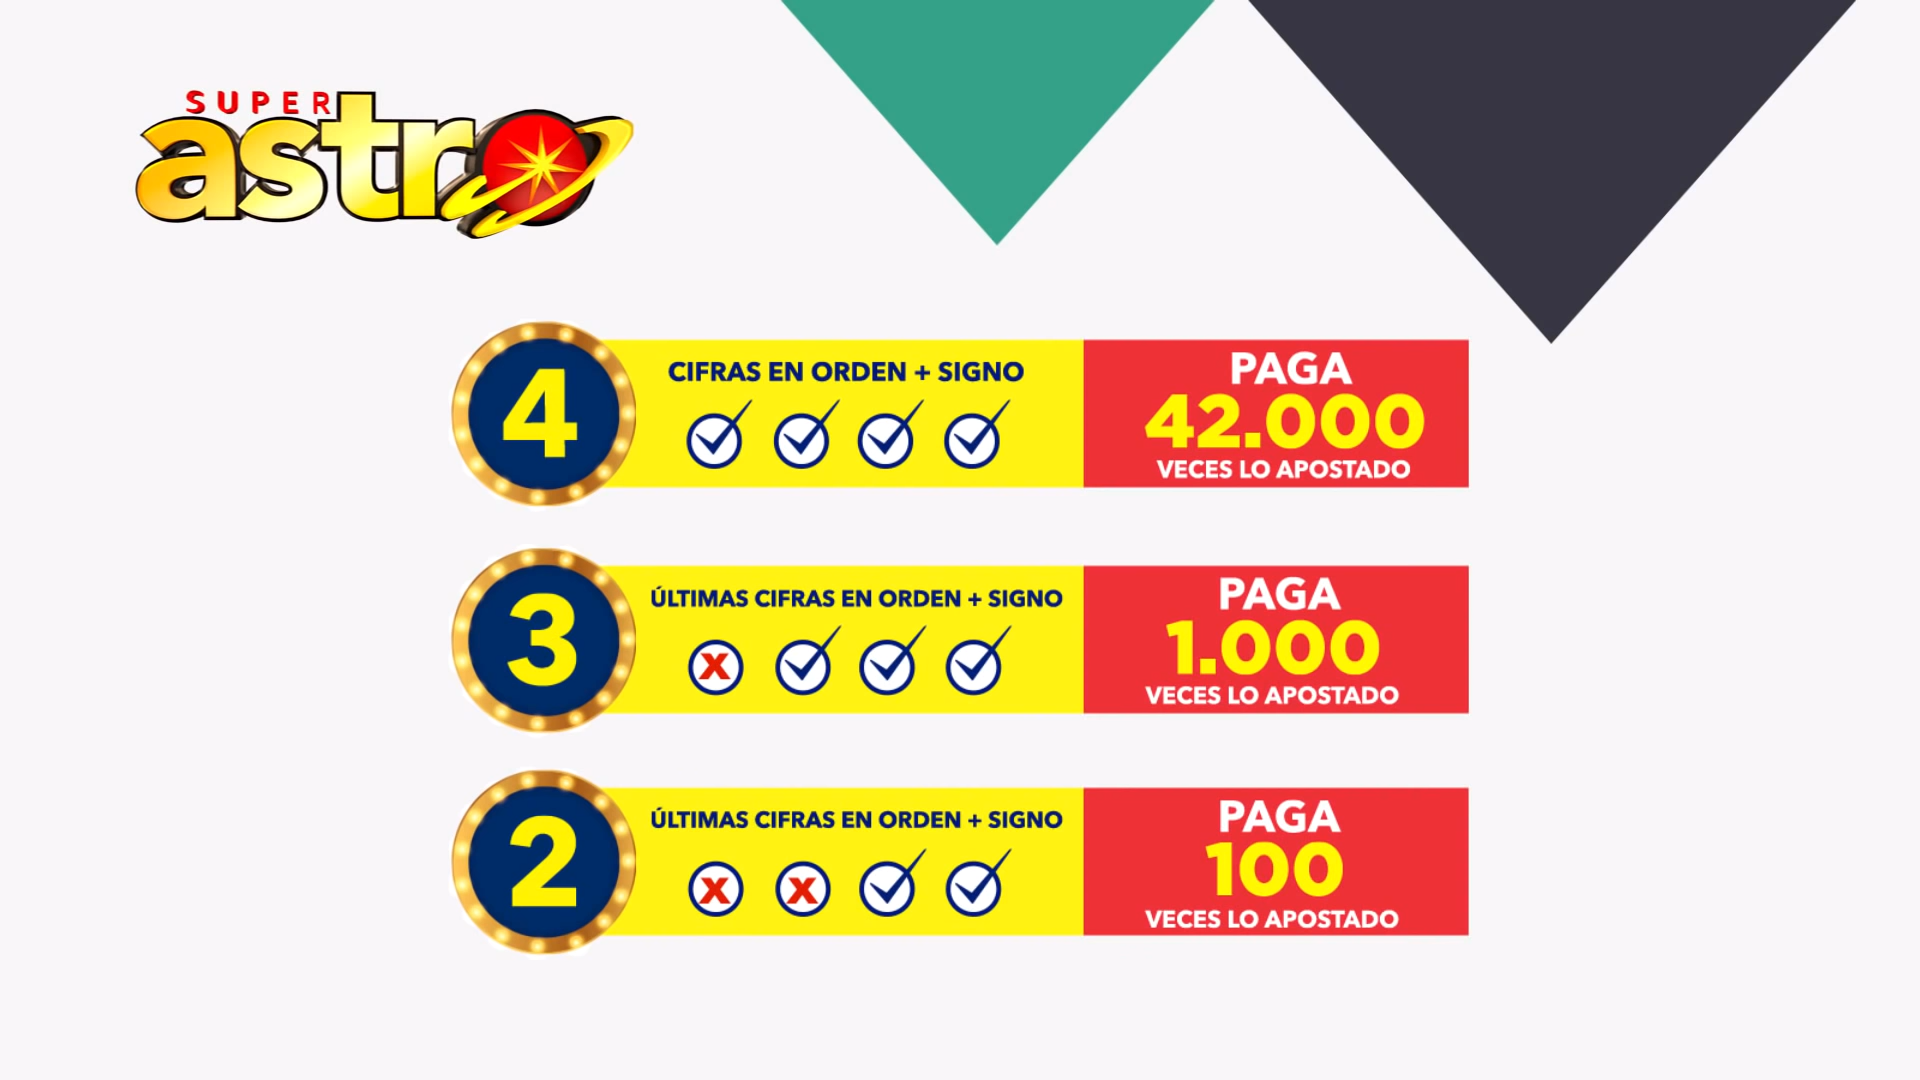 SUPER
astro
4
CIFRAS EN ORDEN + SIGNO
PAGA
42.000
VECES LO APOSTADO
3
ÚLTIMAS CIFRAS EN ORDEN + SIGNO
X
PAGA
1.000
VECES LO APOSTADO
2
ÚLTIMAS CIFRAS EN ORDEN + SIGNO
X X
PAGA
100
VECES LO APOSTADO